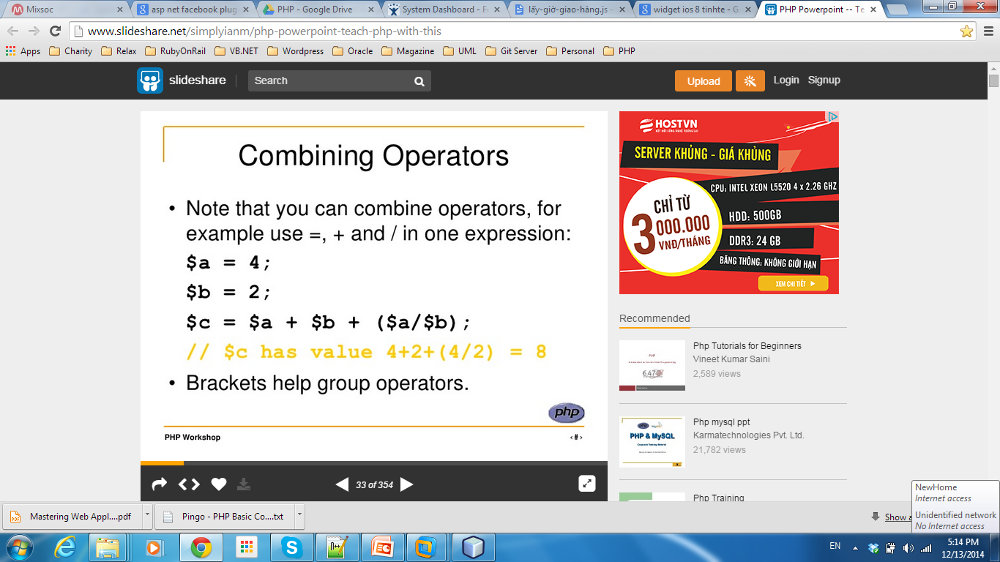 Mixsoc
asp net facebook plug
PHP - Google Drive
System Dashboard - F
lấy-giờ-giao-hàng.js -
widget ios 8 tinhte - G
PHP Powerpoint -- Te
www.slideshare.net/simplyianm/php-powerpoint-teach-php-with-this
Apps
Charity
Relax
RubyOnRail
VB.NET
Wordpress
Oracle
Magazine
UML
Git Server
Personal
PHP
slideshare
Search
Upload
Login
Signup
Combining Operators
• Note that you can combine operators, for
example use =, + and / in one expression:
$a = 4;
$b = 2;
$c = $a + $b + ($a/$b);
// $c has value 4+2+(4/2) = 8
• Brackets help group operators.
php
PHP Workshop
‹#›
33 of 354
HOSTVN
SERVER KHỦNG - GIÁ KHỦNG
CPU: INTEL XEON L5520 4 x 2.26 GHZ
CHỈ TỪ
3 000.000
VNĐ/THÁNG
HDD: 500GB
DDR3: 24 GB
BĂNG THÔNG: KHÔNG GIỚI HẠN
XEM CHI TIẾT
Recommended
Php Tutorials for Beginners
Vineet Kumar Saini
2,589 views
Php mysql ppt
Karmatechnologies Pvt. Ltd.
21,782 views
PHP & MySQL
Php Training
Mastering Web Appl....pdf
Pingo - PHP Basic Co....txt
Show a
NewHome
Internet access
Unidentified network
No Internet access
EN
5:14 PM
12/13/2014